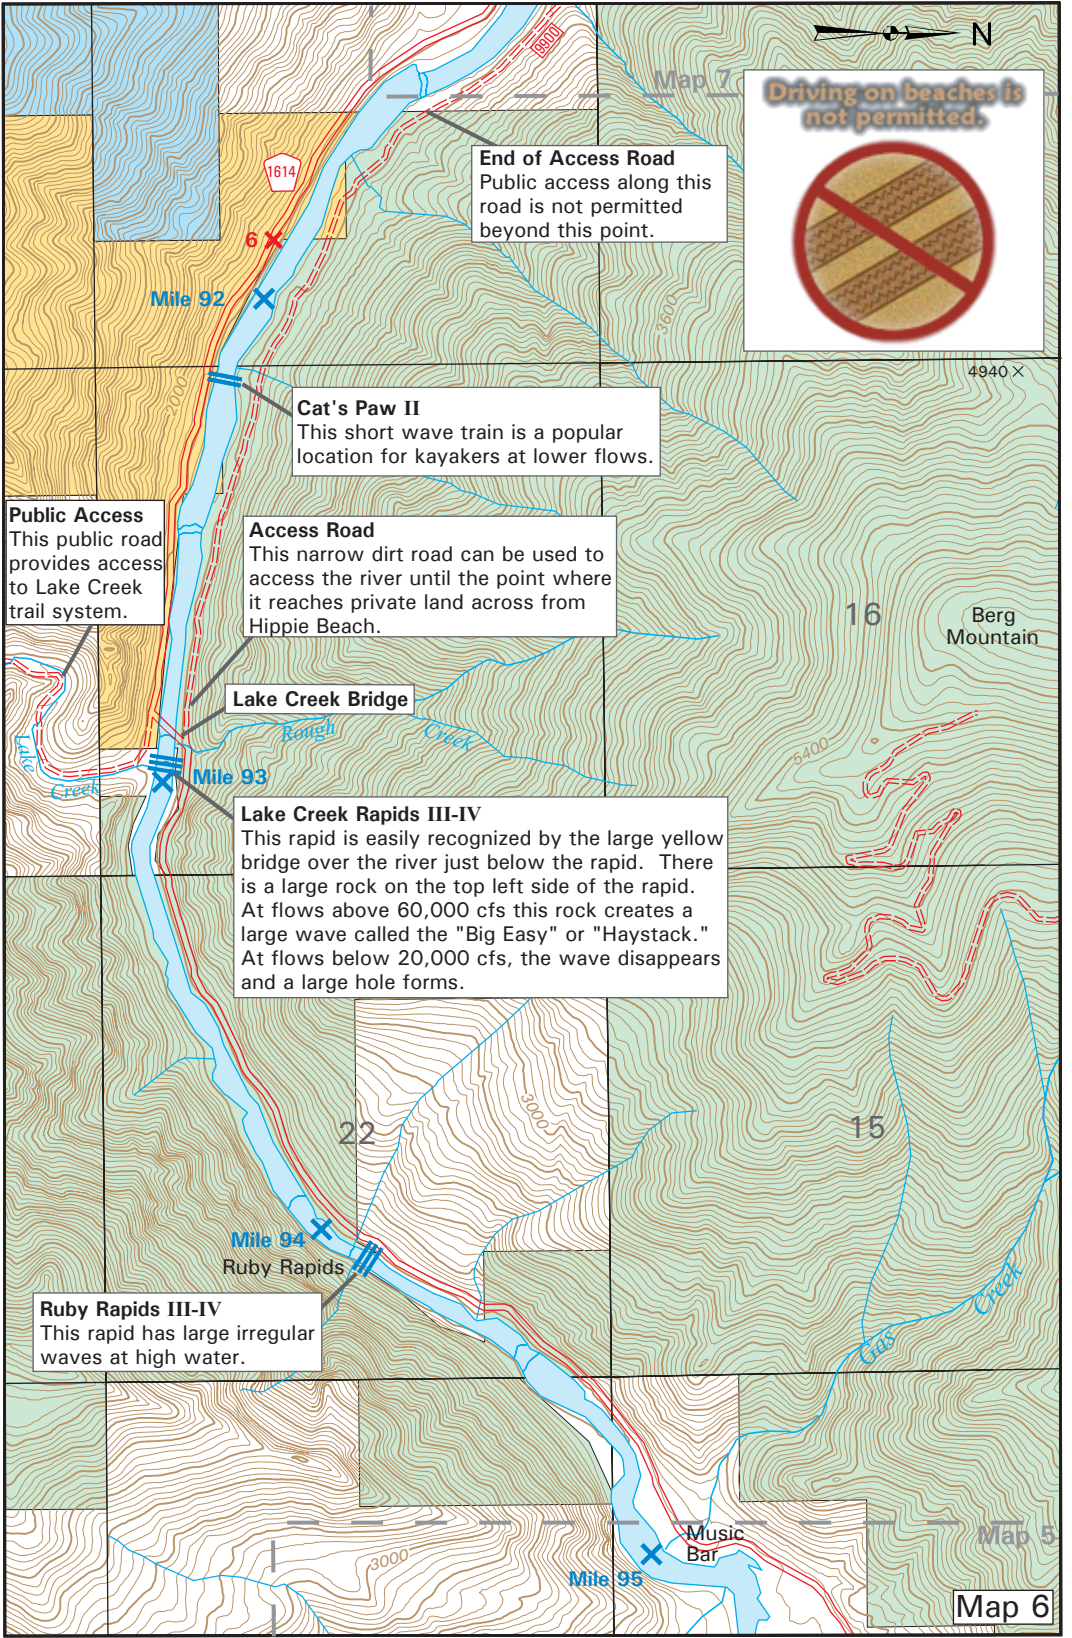 9900
N
Map 7
Driving on beaches is
not permitted.
End of Access Road
Public access along this
road is not permitted
beyond this point.
1614
6
Mile 92
3600
4940
2000
Cat's Paw II
This short wave train is a popular
location for kayakers at lower flows.
Public Access
This public road
provides access
to Lake Creek
trail system.
Access Road
This narrow dirt road can be used to
access the river until the point where
it reaches private land across from
Hippie Beach.
16
Berg
Mountain
Lake Creek Bridge
Rough
Creek
Lake
Creek
5400
Mile 93
Lake Creek Rapids III-IV
This rapid is easily recognized by the large yellow
bridge over the river just below the rapid. There
is a large rock on the top left side of the rapid.
At flows above 60,000 cfs this rock creates a
large wave called the "Big Easy" or "Haystack."
At flows below 20,000 cfs, the wave disappears
and a large hole forms.
3000
22
15
Mile 94
Ruby Rapids
Ruby Rapids III-IV
This rapid has large irregular
waves at high water.
Gas
Creek
Music
Bar
Map 5
3000
Mile 95
Map 6